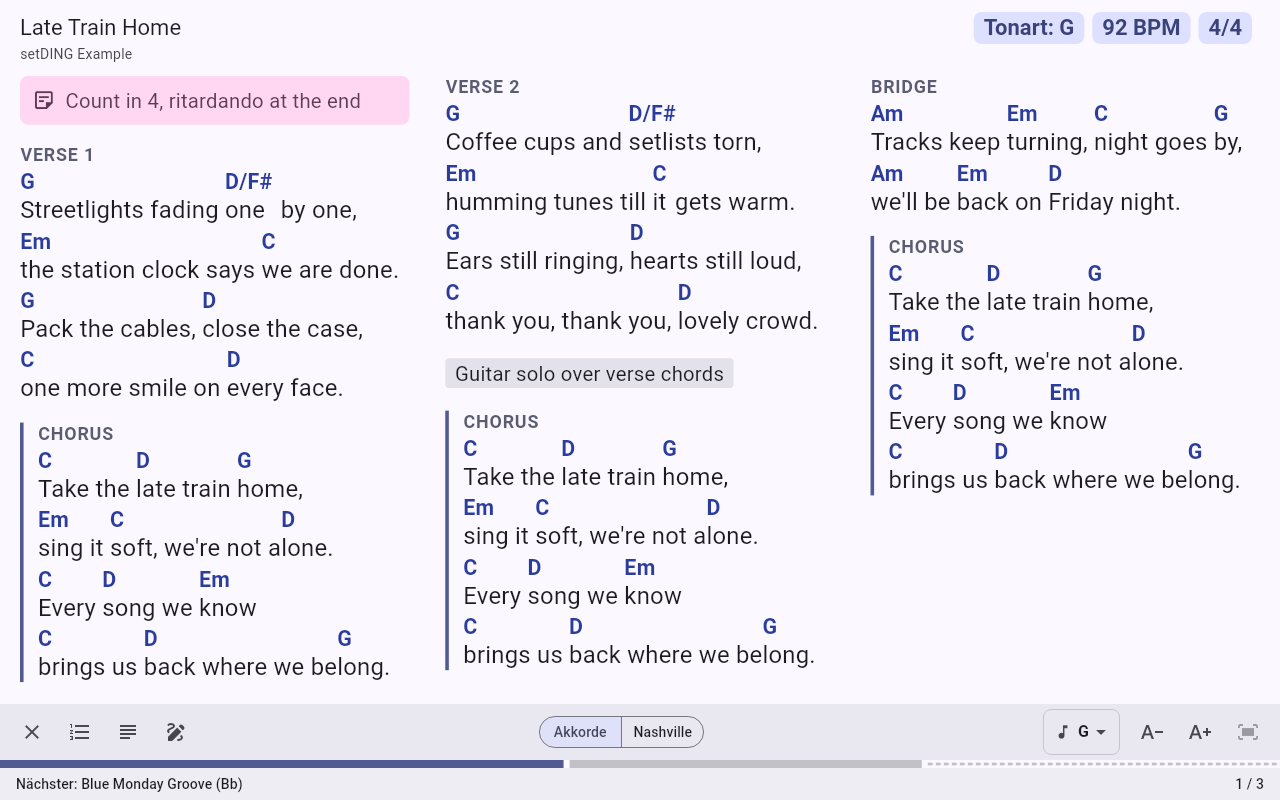 Late Train Home
setDING Example
Tonart: G
92 BPM
4/4
Count in 4, ritardando at the end
VERSE 1
G D/F#
Streetlights fading one by one,
Em C
the station clock says we are done.
G D
Pack the cables, close the case,
C D
one more smile on every face.
CHORUS
C D G
Take the late train home,
Em C D
sing it soft, we're not alone.
C D Em
Every song we know
C D G
brings us back where we belong.
VERSE 2
G D/F#
Coffee cups and setlists torn,
Em C
humming tunes till it gets warm.
G D
Ears still ringing, hearts still loud,
C D
thank you, thank you, lovely crowd.
Guitar solo over verse chords
CHORUS
C D G
Take the late train home,
Em C D
sing it soft, we're not alone.
C D Em
Every song we know
C D G
brings us back where we belong.
BRIDGE
Am Em C G
Tracks keep turning, night goes by,
Am Em D
we'll be back on Friday night.
CHORUS
C D G
Take the late train home,
Em C D
sing it soft, we're not alone.
C D Em
Every song we know
C D G
brings us back where we belong.
Akkorde Nashville
G A− A+
Nächster: Blue Monday Groove (Bb)
1 / 3